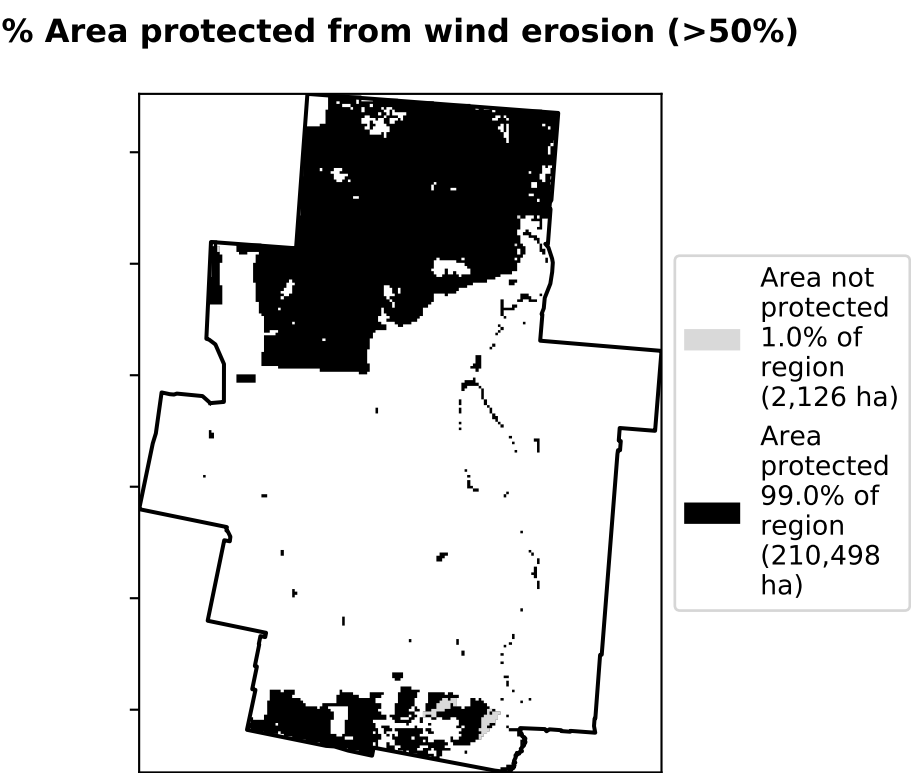 % Area protected from wind erosion (>50%)
Area not
protected
1.0% of
region
(2,126 ha)
Area
protected
99.0% of
region
(210,498
ha)